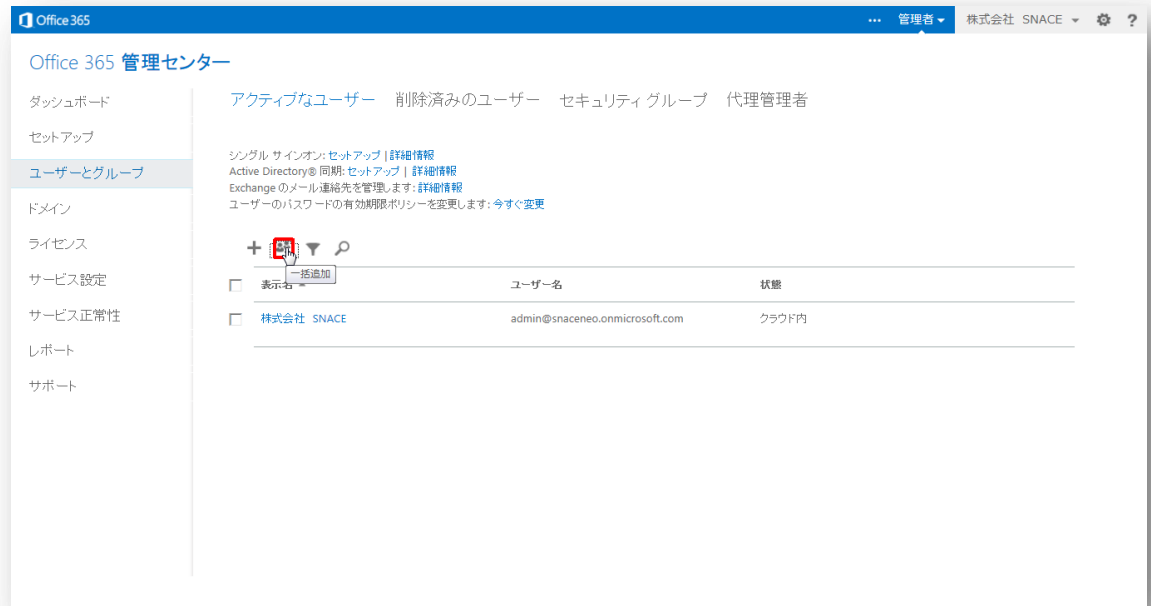 Office 365
... 管理者 株式会社 SNACE ?
Office 365 管理センター
ダッシュボード
セットアップ
ユーザーとグループ
ドメイン
ライセンス
サービス設定
サービス正常性
レポート
サポート
アクティブなユーザー 削除済みのユーザー セキュリティ グループ 代理管理者
シングル サインオン: セットアップ | 詳細情報
Active Directory® 同期: セットアップ | 詳細情報
Exchange のメール連絡先を管理します: 詳細情報
ユーザーのパスワードの有効期限ポリシーを変更します: 今すぐ変更
一括追加
表示名 ユーザー名 状態
株式会社 SNACE admin@snaceneo.onmicrosoft.com クラウド内